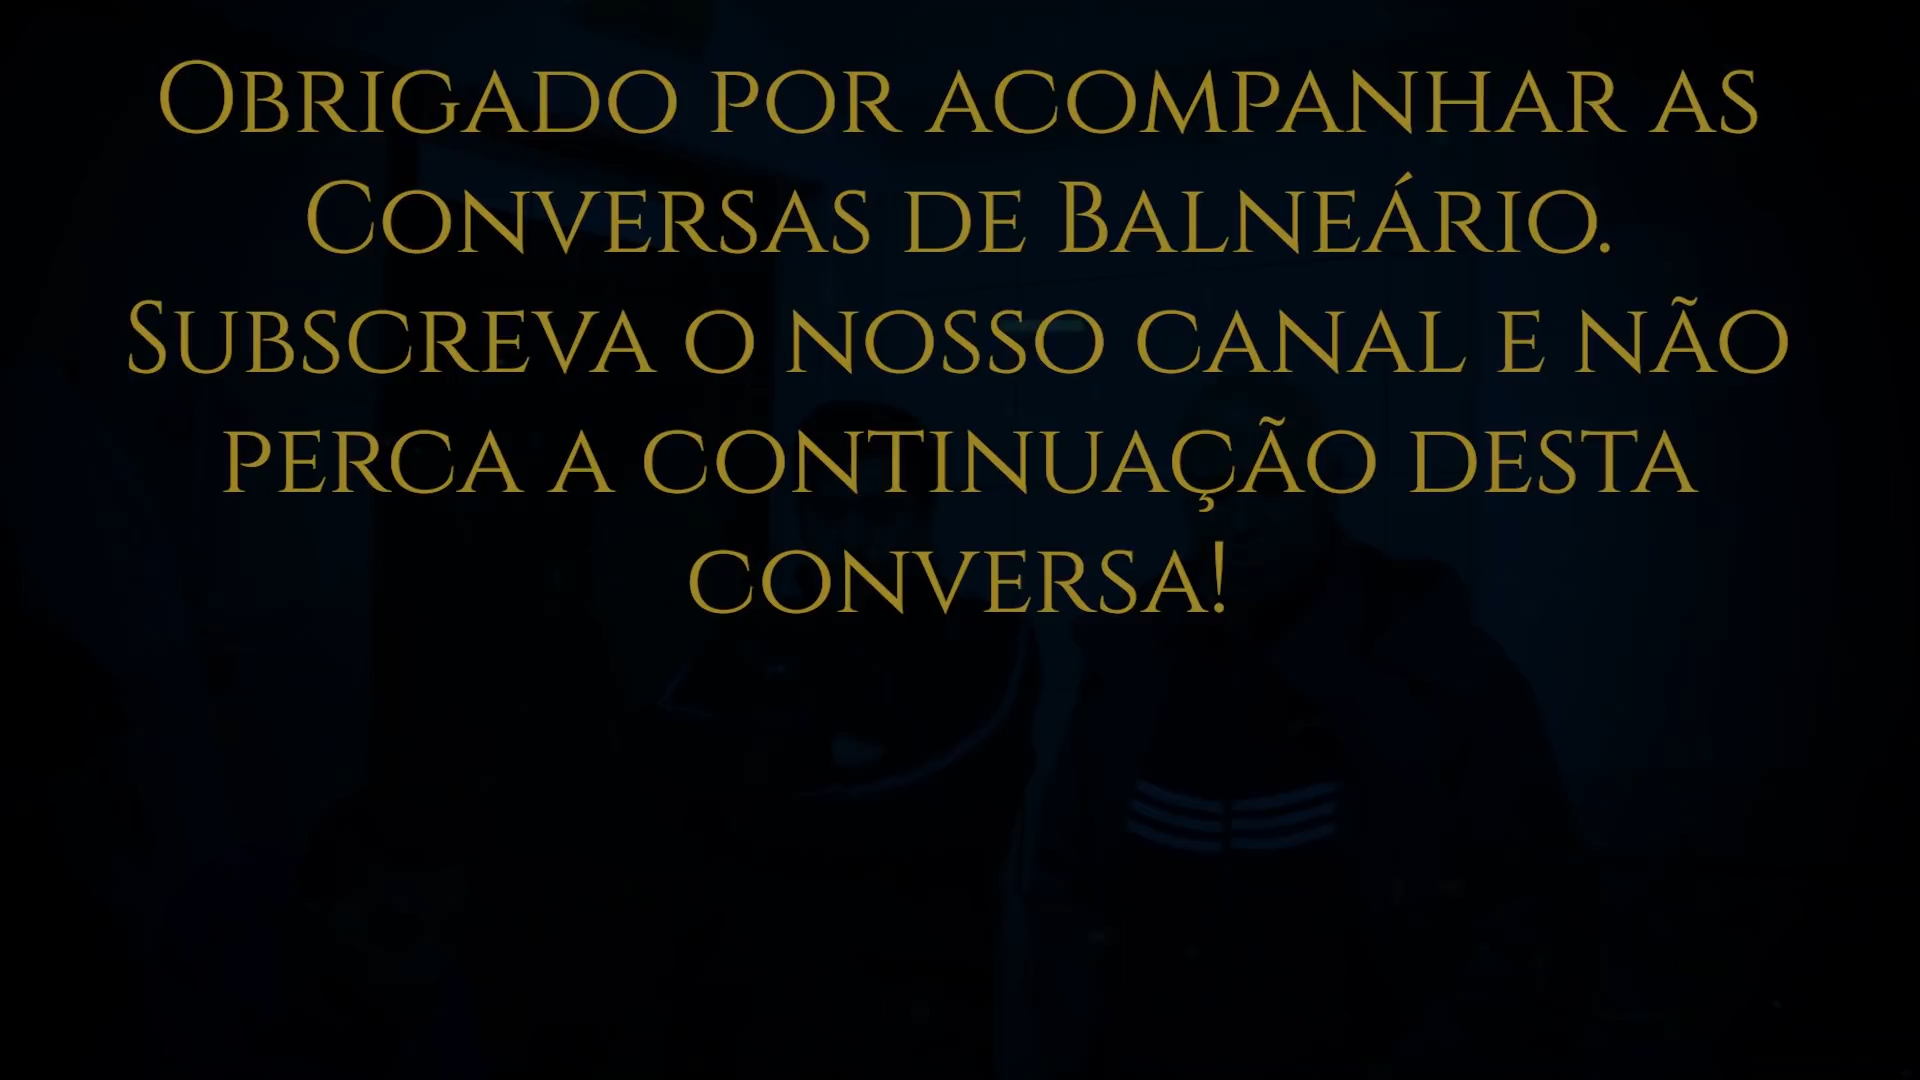 Obrigado por acompanhar as
Conversas de Balneário.
Subscreva o nosso canal e não
perca a continuação desta
conversa!